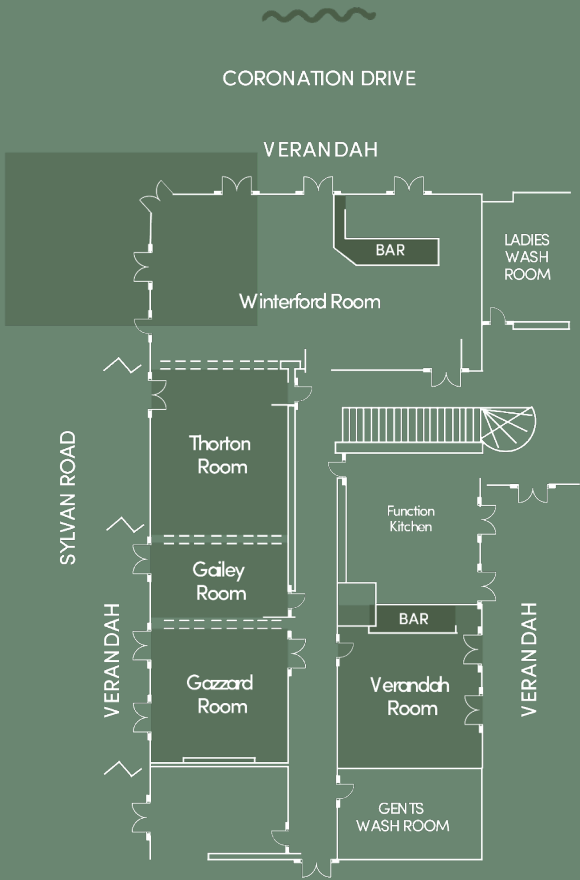 CORONATION DRIVE
VERANDAH
BAR
LADIES
WASH
ROOM
Winterford Room
Thorton
Room
SYLVAN ROAD
Function
Kitchen
Gailey
Room
VERANDAH
BAR
VERANDAH
Gazzard
Room
Verandah
Room
GENTS
WASH ROOM